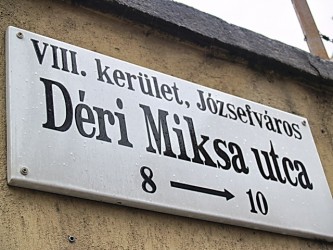 VIII. kerület, Józsefváros
Déri Miksa utca
8 → 10